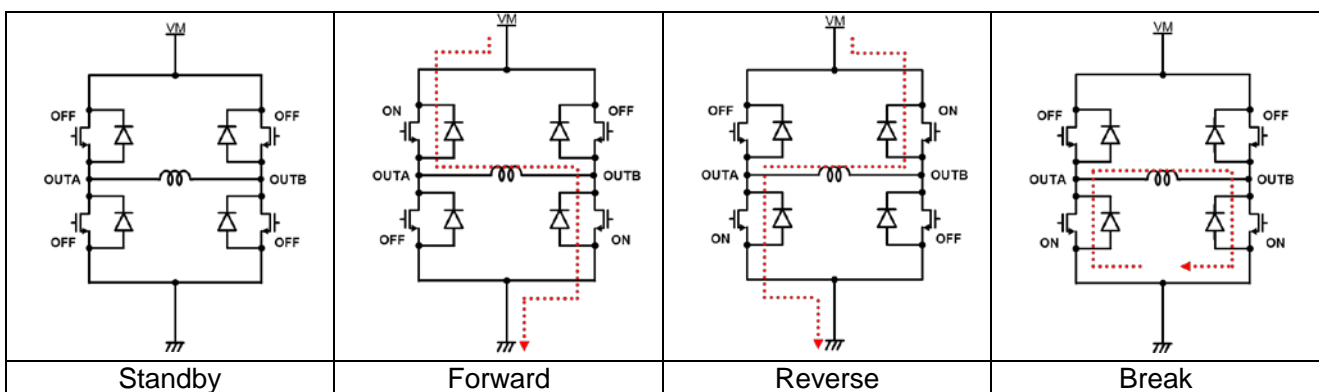 VM
OFF
OFF
OUTA
OUTB
OFF
OFF
Standby
VM
ON
OFF
OUTA
OUTB
OFF
ON
Forward
VM
OFF
ON
OUTA
OUTB
ON
OFF
Reverse
VM
OFF
OFF
OUTA
OUTB
ON
ON
Break